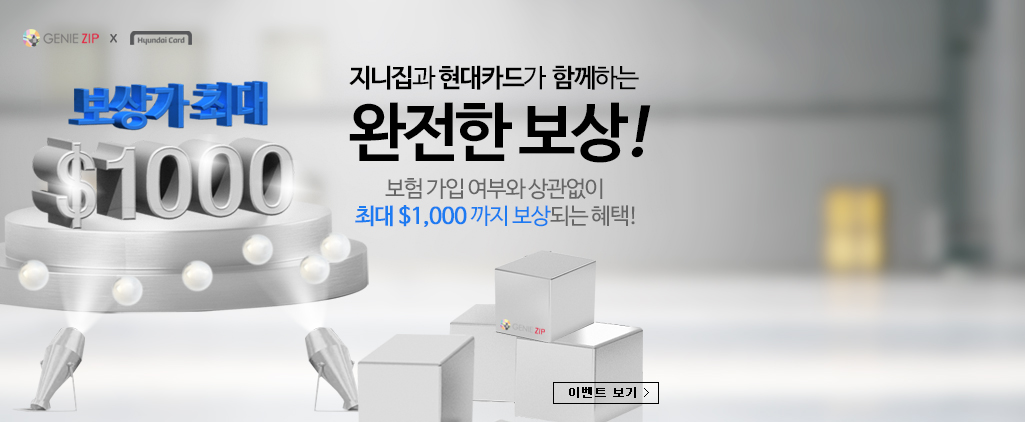 GENIE ZIP X Hyundai Card
지니집과 현대카드가 함께하는
완전한 보상!
보험 가입 여부와 상관없이
최대 $1,000 까지 보상되는 혜택!
보상가 최대
$1000
GENIE ZIP
이벤트 보기 >